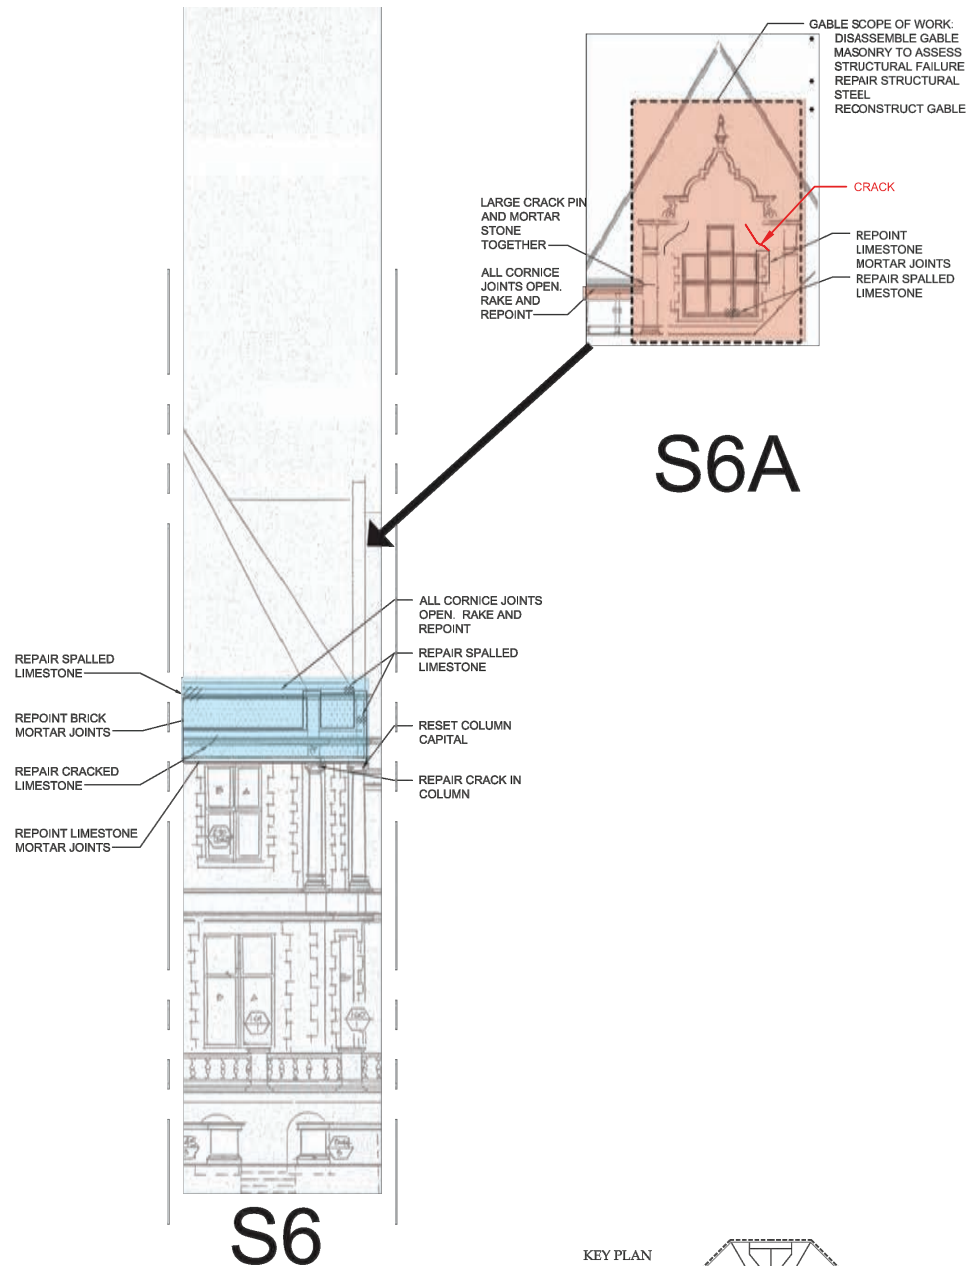 GABLE SCOPE OF WORK:
• DISASSEMBLE GABLE
MASONRY TO ASSESS
STRUCTURAL FAILURE
• REPAIR STRUCTURAL
STEEL
• RECONSTRUCT GABLE
CRACK
LARGE CRACK PIN
AND MORTAR
STONE
TOGETHER
ALL CORNICE
JOINTS OPEN.
RAKE AND
REPOINT
REPOINT
LIMESTONE
MORTAR JOINTS
REPAIR SPALLED
LIMESTONE
S6A
ALL CORNICE JOINTS
OPEN. RAKE AND
REPOINT
REPAIR SPALLED
LIMESTONE
REPAIR SPALLED
LIMESTONE
REPOINT BRICK
MORTAR JOINTS
RESET COLUMN
CAPITAL
REPAIR CRACKED
LIMESTONE
REPAIR CRACK IN
COLUMN
REPOINT LIMESTONE
MORTAR JOINTS
S6
KEY PLAN